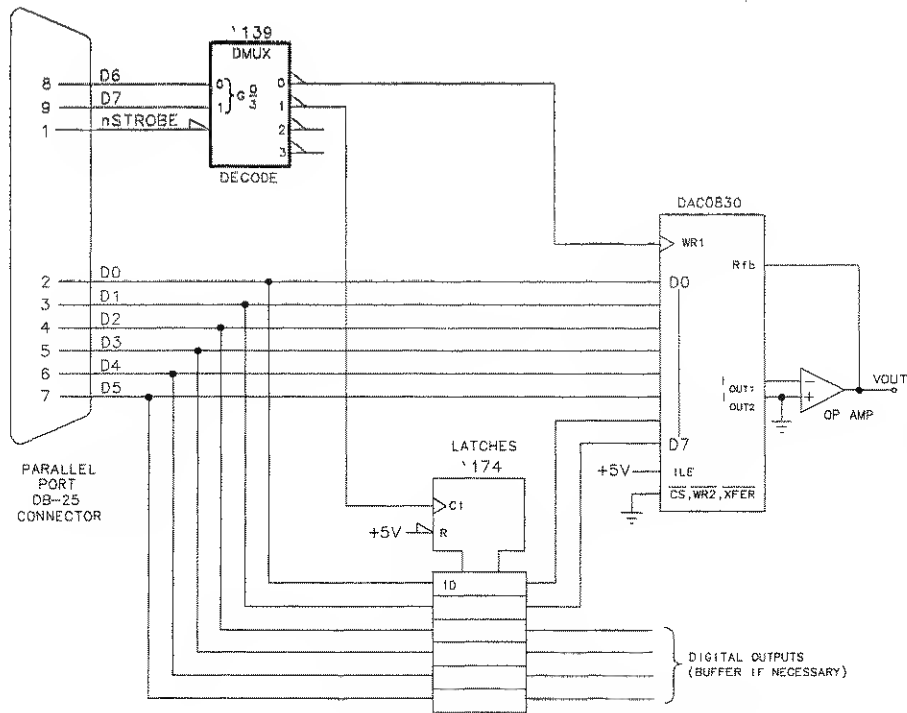 '139
DMUX
8 D6 0 0
9 D7 1 G 0/3 1
1 nSTROBE 2
3
DECODE
DAC0830
WR1
Rfb
2 D0 D0
3 D1
4 D2
5 D3
6 D4
7 D5
I OUT1 −
I OUT2 +
VOUT
OP AMP
D7
+5V ILE
CS, WR2, XFER
PARALLEL
PORT
DB-25
CONNECTOR
LATCHES
'174
C1
+5V R
1D
DIGITAL OUTPUTS
(BUFFER IF NECESSARY)